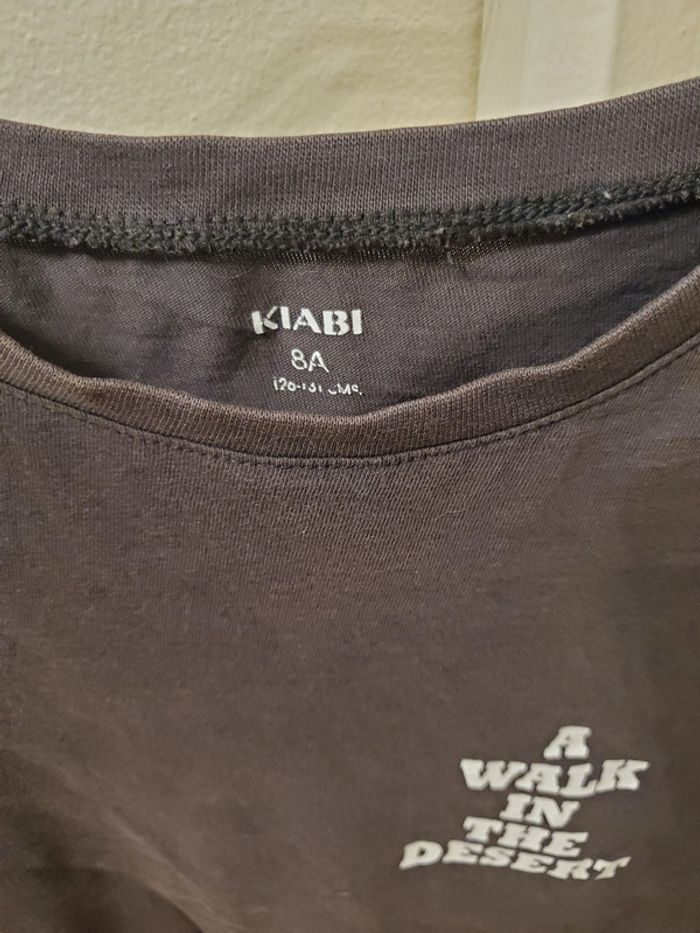 KIABI
8A
A
WALK
IN
THE
DESERT